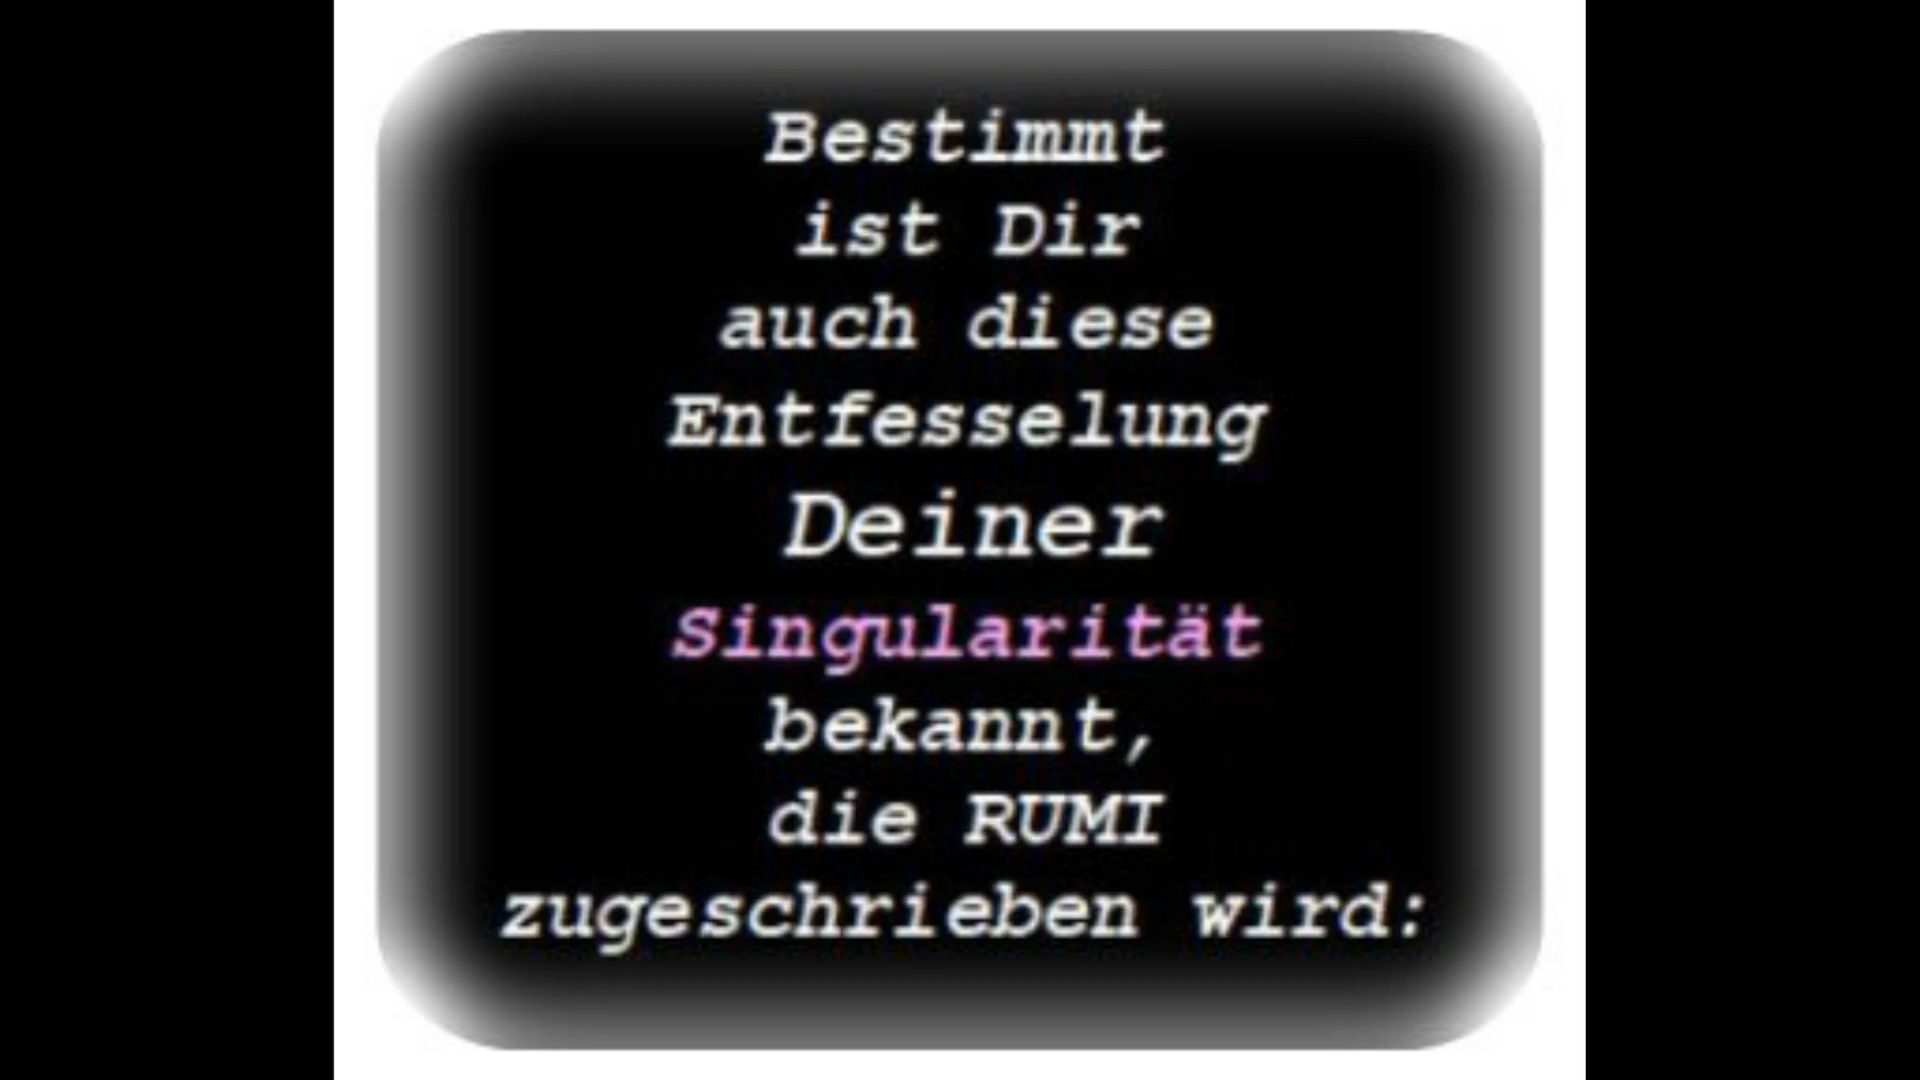 Bestimmt
ist Dir
auch diese
Entfesselung
Deiner
Singularität
bekannt,
die RUMI
zugeschrieben wird: